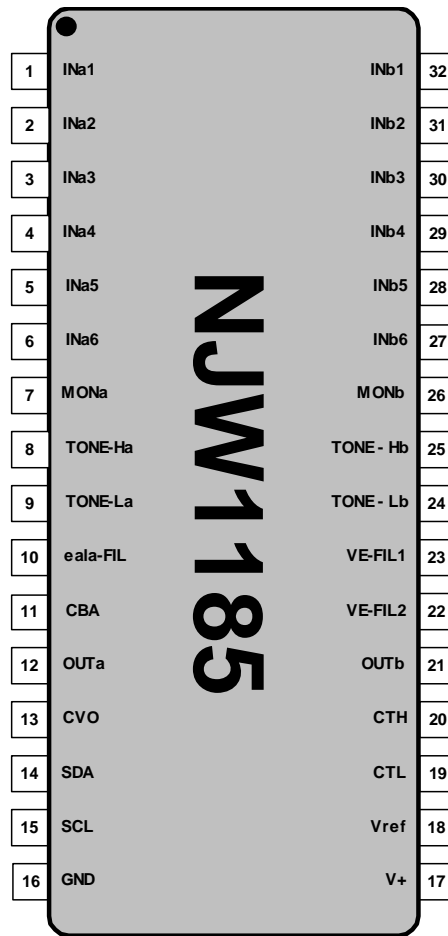 1 INa1 INb1 32
2 INa2 INb2 31
3 INa3 INb3 30
4 INa4 INb4 29
5 INa5 INb5 28
6 INa6 INb6 27
7 MONa MONb 26
8 TONE-Ha TONE - Hb 25
9 TONE-La TONE - Lb 24
10 eala-FIL VE-FIL1 23
11 CBA VE-FIL2 22
12 OUTa OUTb 21
13 CVO CTH 20
14 SDA CTL 19
15 SCL Vref 18
16 GND V+ 17
NJW1185